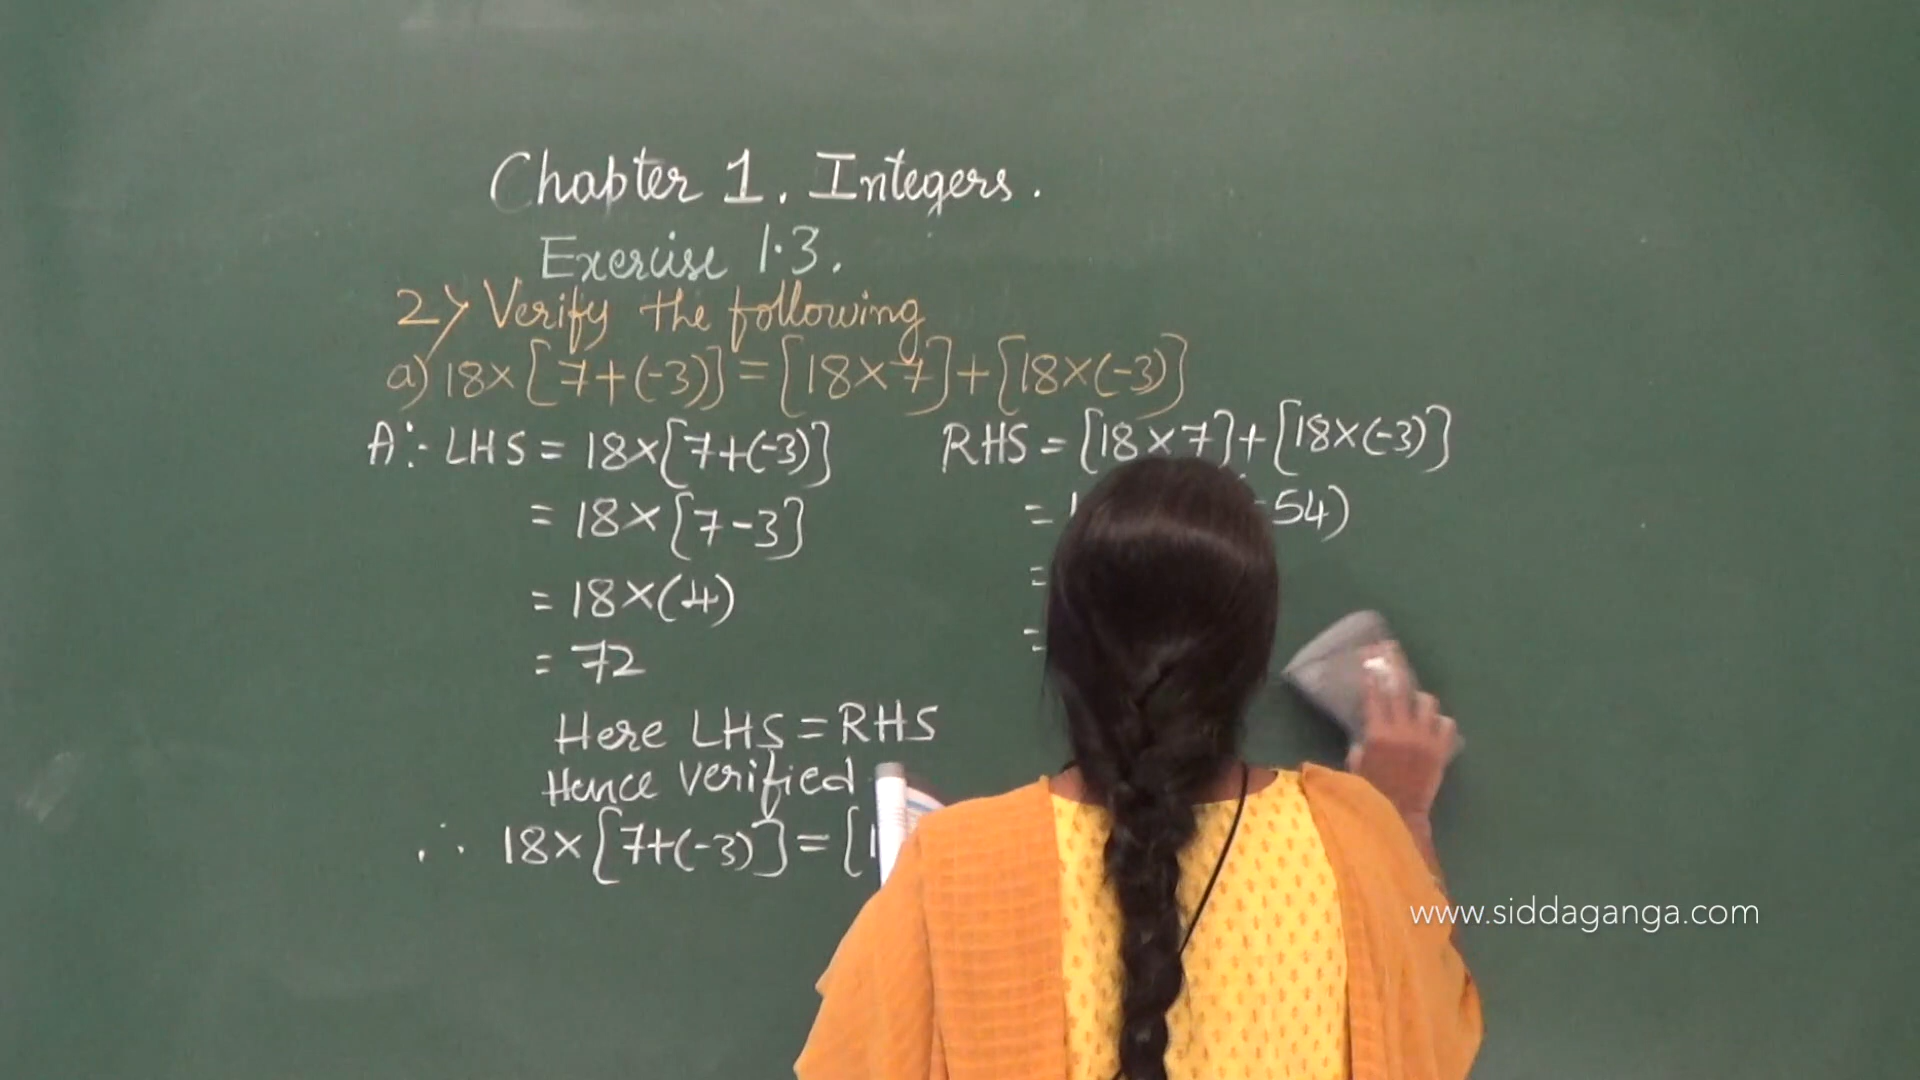 Chapter 1. Integers.
Exercise 1.3.
2) Verify the following
a) 18×[7+(-3)]=[18×7]+[18×(-3)]
A:- LHS = 18×[7+(-3)]
= 18×[7-3]
= 18×(4)
= 72
RHS = [18×7]+[18×(-3)]
= -54)
=
=
Here LHS = RHS
Hence verified
∴ 18×[7+(-3)]=[1
www.siddaganga.com